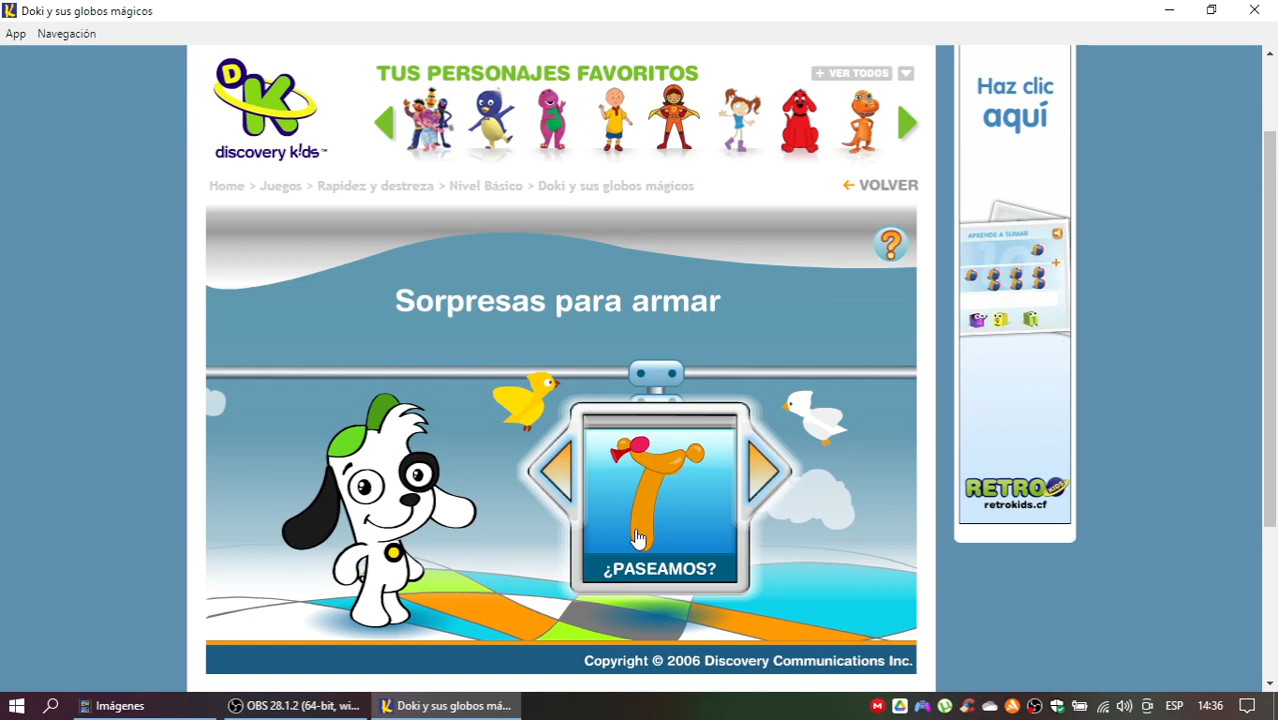 Doki y sus globos mágicos
App Navegación
DK
discovery k!ds™
TUS PERSONAJES FAVORITOS
+ VER TODOS
Haz clic
aquí
Home > Juegos > Rapidez y destreza > Nivel Básico > Doki y sus globos mágicos
← VOLVER
?
APRENDE A SUMAR
+
Sorpresas para armar
¿PASEAMOS?
RETRO KIDS
retrokids.cf
Copyright © 2006 Discovery Communications Inc.
Imágenes
OBS 28.1.2 (64-bit, wi...
Doki y sus globos má...
ESP
14:36